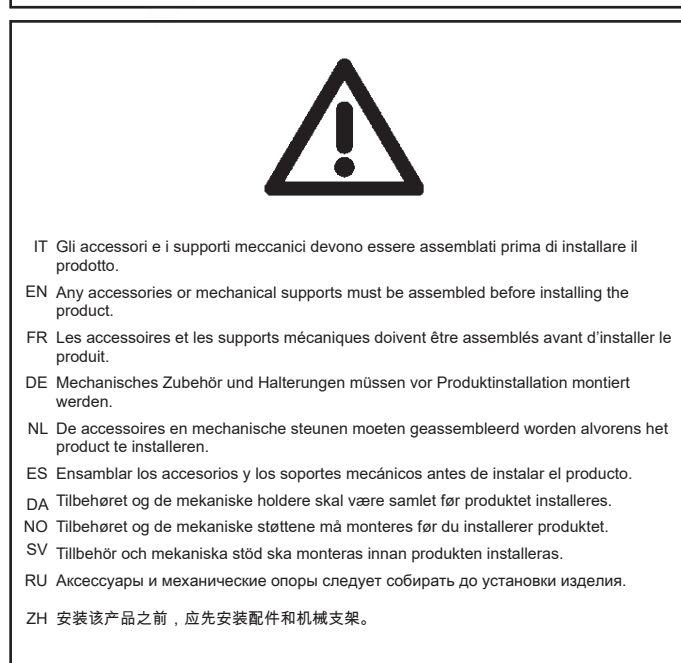 IT Gli accessori e i supporti meccanici devono essere assemblati prima di installare il
prodotto.
EN Any accessories or mechanical supports must be assembled before installing the
product.
FR Les accessoires et les supports mécaniques doivent être assemblés avant d’installer le
produit.
DE Mechanisches Zubehör und Halterungen müssen vor Produktinstallation montiert
werden.
NL De accessoires en mechanische steunen moeten geassembleerd worden alvorens het
product te installeren.
ES Ensamblar los accesorios y los soportes mecánicos antes de instalar el producto.
DA Tilbehøret og de mekaniske holdere skal være samlet før produktet installeres.
NO Tilbehøret og de mekaniske støttene må monteres før du installerer produktet.
SV Tillbehör och mekaniska stöd ska monteras innan produkten installeras.
RU Аксессуары и механические опоры следует собирать до установки изделия.
ZH 安装该产品之前，应先安装配件和机械支架。